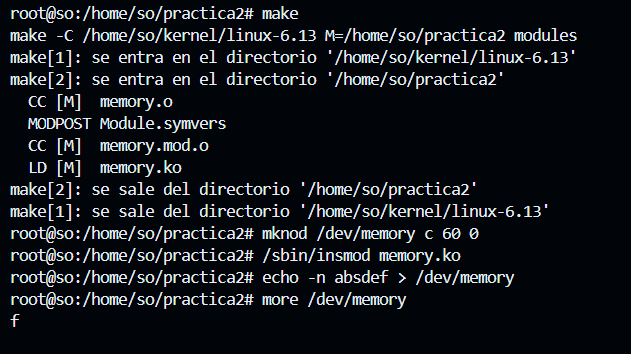 root@so:/home/so/practica2# make
make -C /home/so/kernel/linux-6.13 M=/home/so/practica2 modules
make[1]: se entra en el directorio '/home/so/kernel/linux-6.13'
make[2]: se entra en el directorio '/home/so/practica2'
  CC [M]  memory.o
  MODPOST Module.symvers
  CC [M]  memory.mod.o
  LD [M]  memory.ko
make[2]: se sale del directorio '/home/so/practica2'
make[1]: se sale del directorio '/home/so/kernel/linux-6.13'
root@so:/home/so/practica2# mknod /dev/memory c 60 0
root@so:/home/so/practica2# /sbin/insmod memory.ko
root@so:/home/so/practica2# echo -n absdef > /dev/memory
root@so:/home/so/practica2# more /dev/memory
f